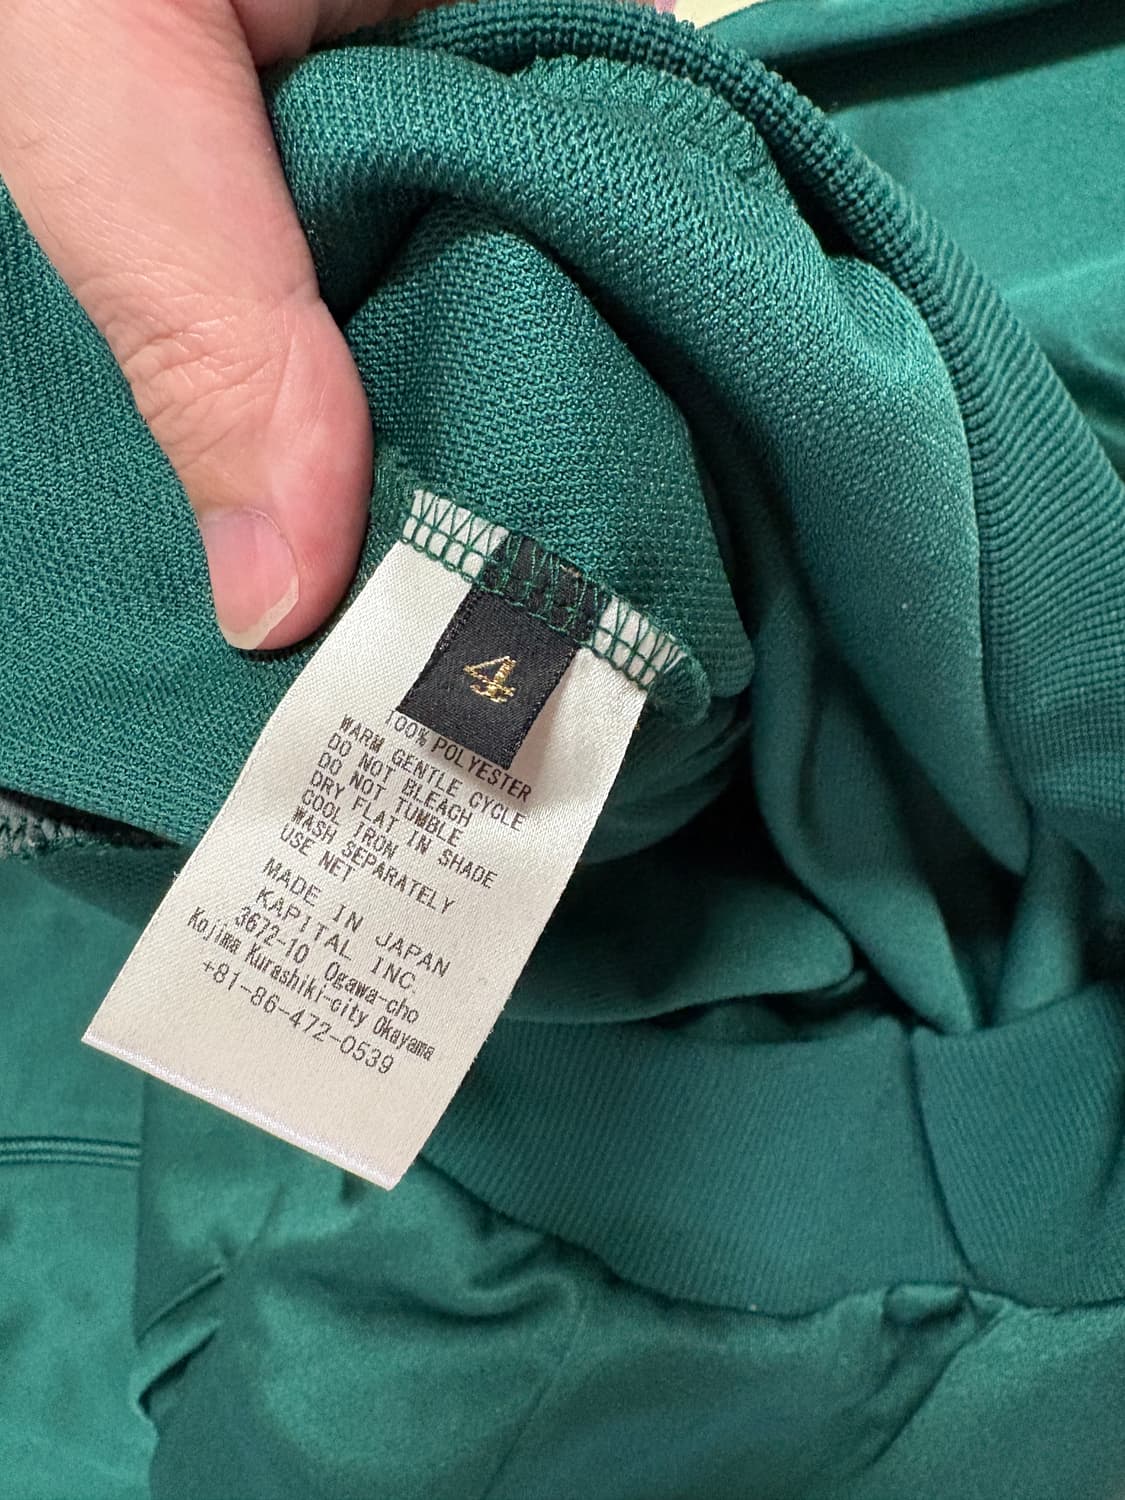 4
100% POLYESTER
WARM GENTLE CYCLE
DO NOT BLEACH
DO NOT TUMBLE
DRY FLAT IN SHADE
COOL IRON
WASH SEPARATELY
USE NET
MADE IN JAPAN
KAPITAL INC.
3672-10 Ogawa-cho
Kojima Kurashiki-city Okayama
+81-86-472-0539